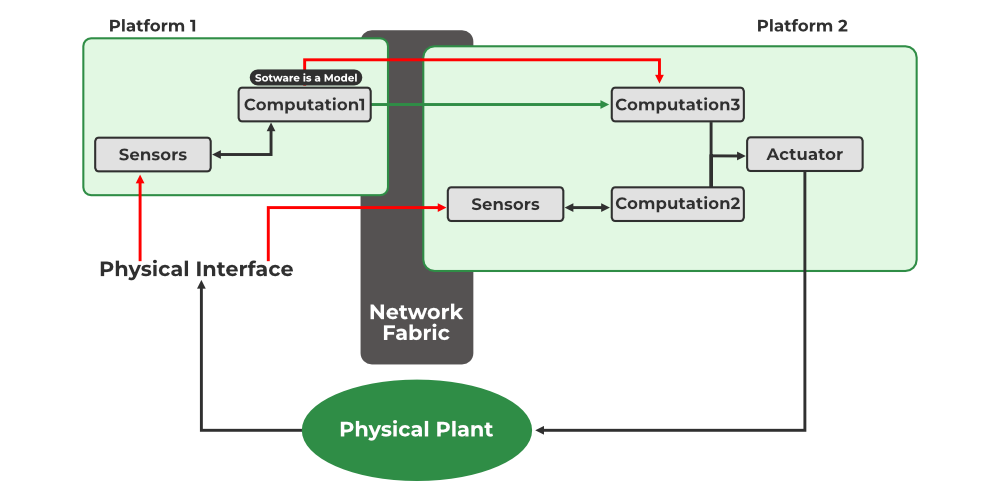 Platform 1
Platform 2
Sotware is a Model
Computation1
Computation3
Sensors
Actuator
Sensors
Computation2
Physical Interface
Network
Fabric
Physical Plant